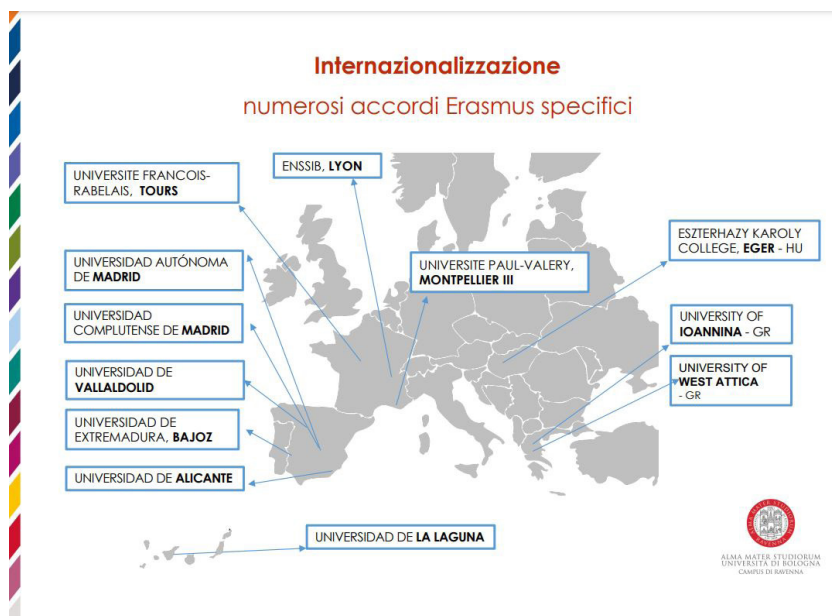 Internazionalizzazione
numerosi accordi Erasmus specifici
UNIVERSITE FRANCOIS-
RABELAIS, TOURS
ENSSIB, LYON
UNIVERSIDAD AUTÓNOMA
DE MADRID
UNIVERSITE PAUL-VALERY,
MONTPELLIER III
ESZTERHAZY KAROLY
COLLEGE, EGER - HU
UNIVERSIDAD
COMPLUTENSE DE MADRID
UNIVERSITY OF
IOANNINA - GR
UNIVERSIDAD DE
VALLALDOLID
UNIVERSITY OF
WEST ATTICA
- GR
UNIVERSIDAD DE
EXTREMADURA, BAJOZ
UNIVERSIDAD DE ALICANTE
UNIVERSIDAD DE LA LAGUNA
ALMA MATER STUDIORUM
UNIVERSITÀ DI BOLOGNA
CAMPUS DI RAVENNA